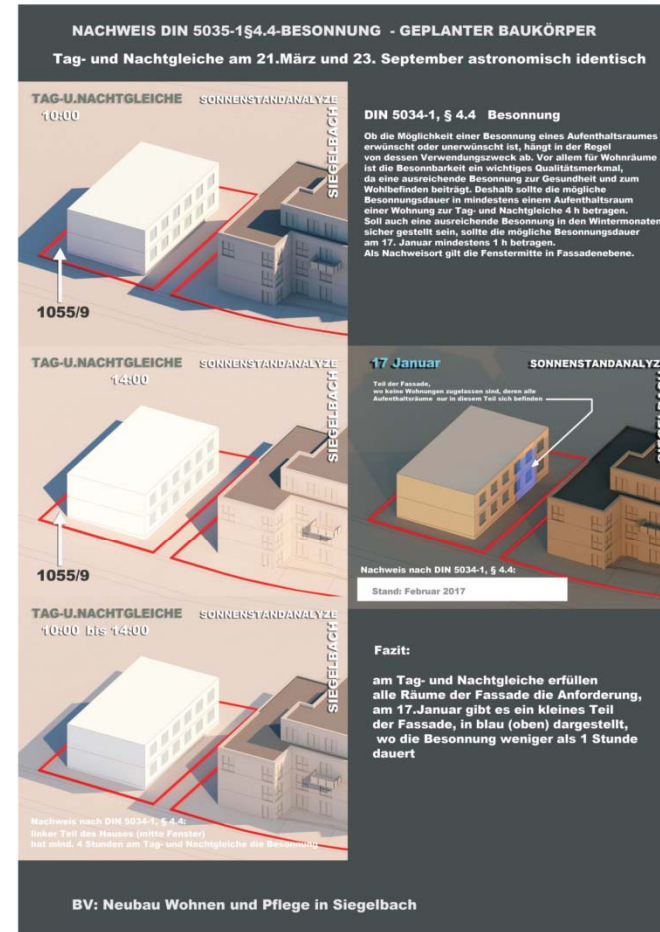 NACHWEIS DIN 5035-1§4.4-BESONNUNG - GEPLANTER BAUKÖRPER
Tag- und Nachtgleiche am 21.März und 23. September astronomisch identisch
TAG-U.NACHTGLEICHE SONNENSTANDANALYZE
10:00
SIEGELBACH
1055/9
DIN 5034-1, § 4.4 Besonnung
Ob die Möglichkeit einer Besonnung eines Aufenthaltsraumes
erwünscht oder unerwünscht ist, hängt in der Regel
von dessen Verwendungszweck ab. Vor allem für Wohnräume
ist die Besonnbarkeit ein wichtiges Qualitätsmerkmal,
da eine ausreichende Besonnung zur Gesundheit und zum
Wohlbefinden beiträgt. Deshalb sollte die mögliche
Besonnungsdauer in mindestens einem Aufenthaltsraum
einer Wohnung zur Tag- und Nachtgleiche 4 h betragen.
Soll auch eine ausreichende Besonnung in den Wintermonaten
sicher gestellt sein, sollte die mögliche Besonnungsdauer
am 17. Januar mindestens 1 h betragen.
Als Nachweisort gilt die Fenstermitte in Fassadenebene.
TAG-U.NACHTGLEICHE SONNENSTANDANALYZE
14:00
SIEGELBACH
1055/9
17 Januar SONNENSTANDANALYZ
Teil der Fassade,
wo keine Wohnungen zugelassen sind, deren alle
Aufenthaltsräume nur in diesem Teil sich befinden
SIEGELBACH
Nachweis nach DIN 5034-1, § 4.4:
Stand: Februar 2017
TAG-U.NACHTGLEICHE SONNENSTANDANALYZE
10:00 bis 14:00
SIEGELBACH
Nachweis nach DIN 5034-1, § 4.4:
linker Teil des Hauses (mitte Fenster)
hat mind. 4 Stunden am Tag- und Nachtgleiche die Besonnung
Fazit:
am Tag- und Nachtgleiche erfüllen
alle Räume der Fassade die Anforderung,
am 17.Januar gibt es ein kleines Teil
der Fassade, in blau (oben) dargestellt,
wo die Besonnung weniger als 1 Stunde
dauert
BV: Neubau Wohnen und Pflege in Siegelbach